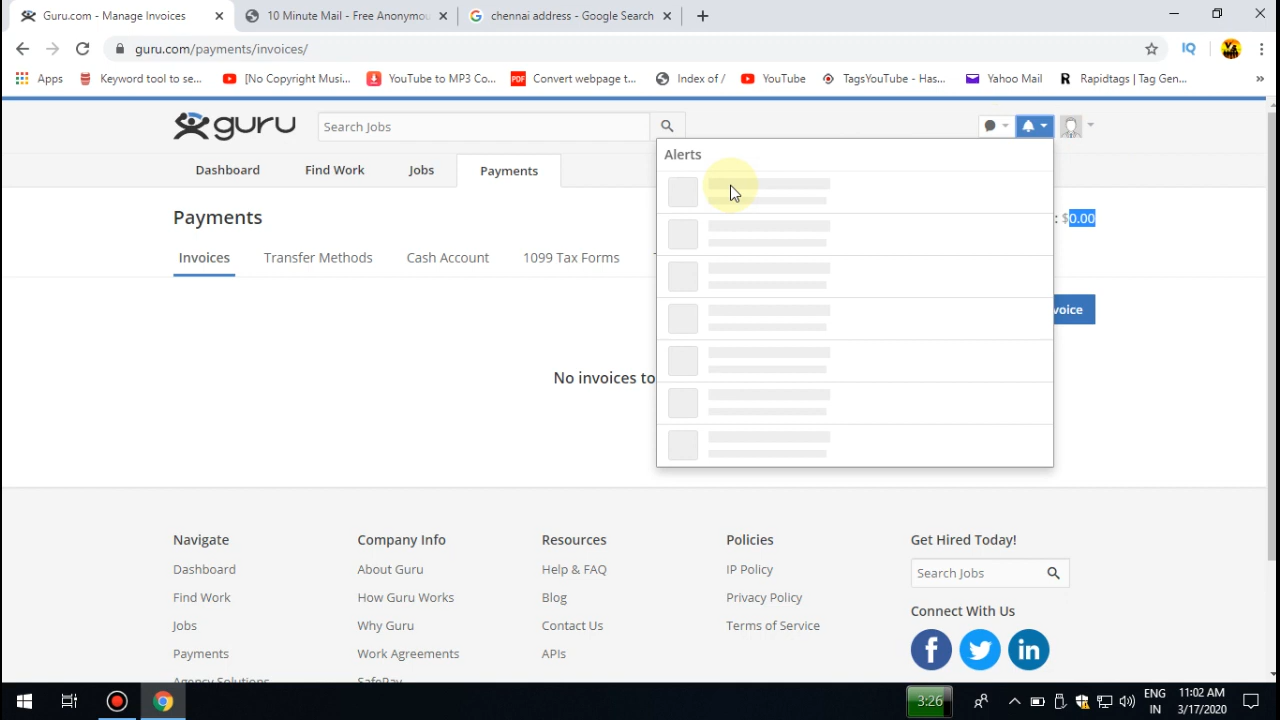 Guru.com - Manage Invoices
10 Minute Mail - Free Anonymou
chennai address - Google Search
guru.com/payments/invoices/
IQ
Apps
Keyword tool to se...
[No Copyright Musi...
YouTube to MP3 Co...
PDF
Convert webpage t...
Index of /
YouTube
TagsYouTube - Has...
Yahoo Mail
R
Rapidtags | Tag Gen...
»
guru
Search Jobs
Dashboard
Find Work
Jobs
Payments
Alerts
Payments
: $0.00
Invoices
Transfer Methods
Cash Account
1099 Tax Forms
voice
No invoices to
Navigate
Company Info
Resources
Policies
Get Hired Today!
Dashboard
About Guru
Help & FAQ
IP Policy
Search Jobs
Find Work
How Guru Works
Blog
Privacy Policy
Connect With Us
Jobs
Why Guru
Contact Us
Terms of Service
Payments
Work Agreements
APIs
Agency Solutions
SafePay
3:26
ENG
IN
11:02 AM
3/17/2020